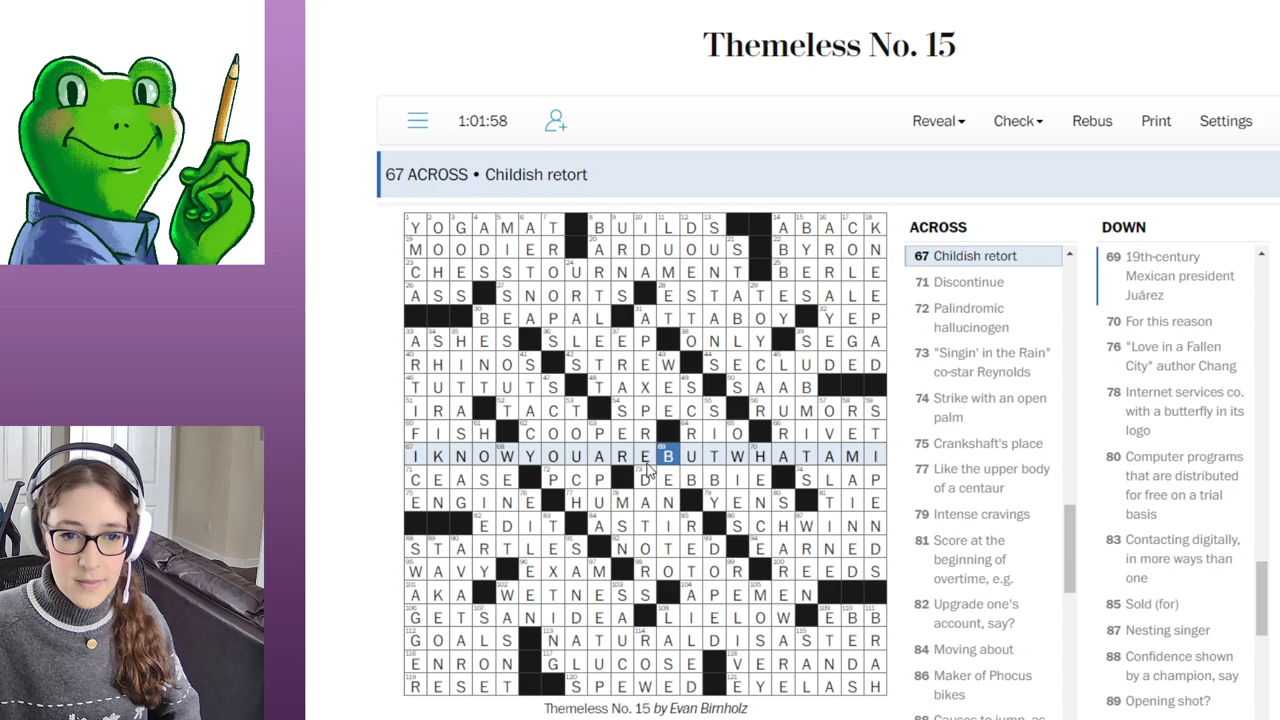 Themeless No. 15
1:01:58
Reveal Check Rebus Print Settings
67 ACROSS • Childish retort
YOGAMAT BUILDS ABACK
MOODIER ARDUOUS BYRON
CHESSTOURNAMENT BERLE
ASS SNORTS ESTATESALE
BEAPAL ATTABOY YEP
ASHES SLEEP ONLY SEGA
RHINOS STREW SECLUDED
TUTTUTS TAXES SAAB
IRA TACT SPECS RUMORS
FISH COOPER RIO RIVET
IKNOWYOUAREBUTWHATAMI
CEASE PCP DEBBIE SLAP
ENGINE HUMAN YENS TIE
EDIT ASTIR SCHWINN
STARTLES NOTED EARNED
WAVY EXAM ROTOR REEDS
AKA WETNESS APEMEN
GETSANIDEA LIELOW EBB
GOALS NATURALDISASTER
ENRON GLUCOSE VERANDA
RESET SPEWED EYELASH
Themeless No. 15 by Evan Birnholz
ACROSS
67 Childish retort
71 Discontinue
72 Palindromic
hallucinogen
73 "Singin' in the Rain"
co-star Reynolds
74 Strike with an open
palm
75 Crankshaft's place
77 Like the upper body
of a centaur
79 Intense cravings
81 Score at the
beginning of
overtime, e.g.
82 Upgrade one's
account, say?
84 Moving about
86 Maker of Phocus
bikes
DOWN
69 19th-century
Mexican president
Juárez
70 For this reason
76 "Love in a Fallen
City" author Chang
78 Internet services co.
with a butterfly in its
logo
80 Computer programs
that are distributed
for free on a trial
basis
83 Contacting digitally,
in more ways than
one
85 Sold (for)
87 Nesting singer
88 Confidence shown
by a champion, say
89 Opening shot?